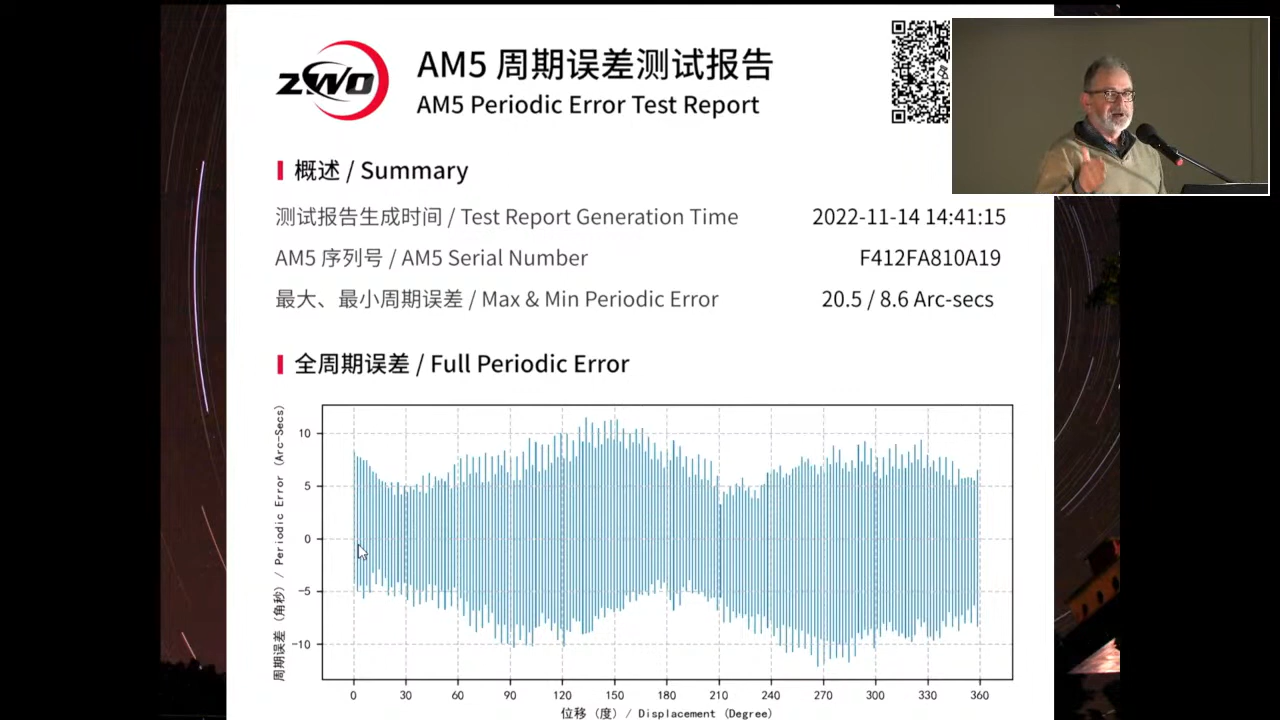 ZWO
AM5 周期误差测试报告
AM5 Periodic Error Test Report
概述 / Summary
测试报告生成时间 / Test Report Generation Time 2022-11-14 14:41:15
AM5 序列号 / AM5 Serial Number F412FA810A19
最大、最小周期误差 / Max & Min Periodic Error 20.5 / 8.6 Arc-secs
全周期误差 / Full Periodic Error
周期误差 (角秒) / Periodic Error (Arc-Secs)
10
5
0
-5
-10
0 30 60 90 120 150 180 210 240 270 300 330 360
位移 (度) / Displacement (Degree)